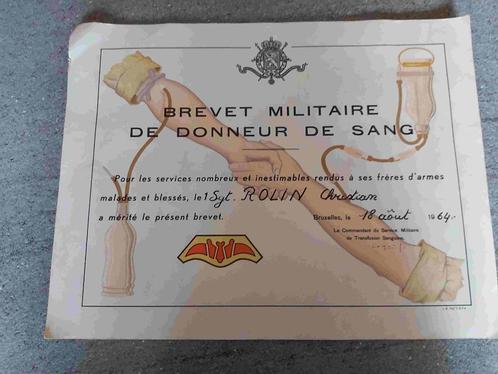 BREVET MILITAIRE
DE DONNEUR DE SANG
Pour les services nombreux et inestimables rendus à ses frères d'armes
malades et blessés, le 1 Sgt. ROLIN Christian
a mérité le présent brevet. Bruxelles, le 18 août 1964.-
Le Commandant du Service Militaire
de Transfusion Sanguine.